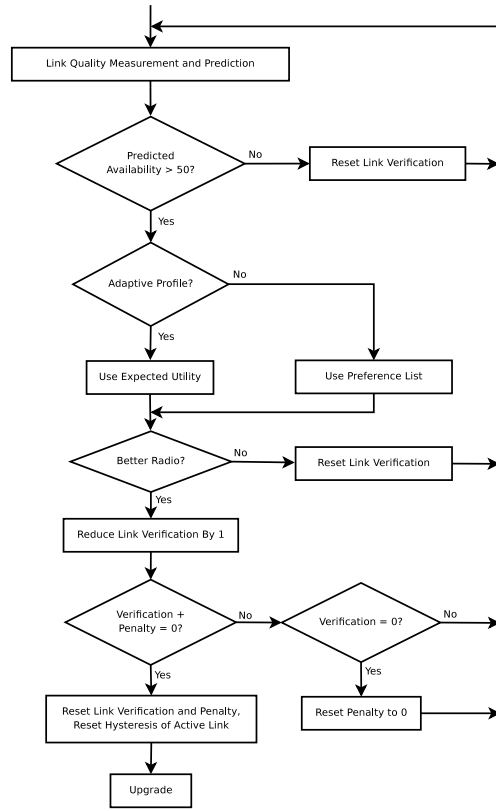 Link Quality Measurement and Prediction
Predicted
Availability > 50?
No
Reset Link Verification
Yes
Adaptive Profile?
No
Yes
Use Expected Utility
Use Preference List
Better Radio?
No
Reset Link Verification
Yes
Reduce Link Verification By 1
Verification +
Penalty = 0?
No
Verification = 0?
No
Yes
Yes
Reset Link Verification and Penalty,
Reset Hysteresis of Active Link
Reset Penalty to 0
Upgrade